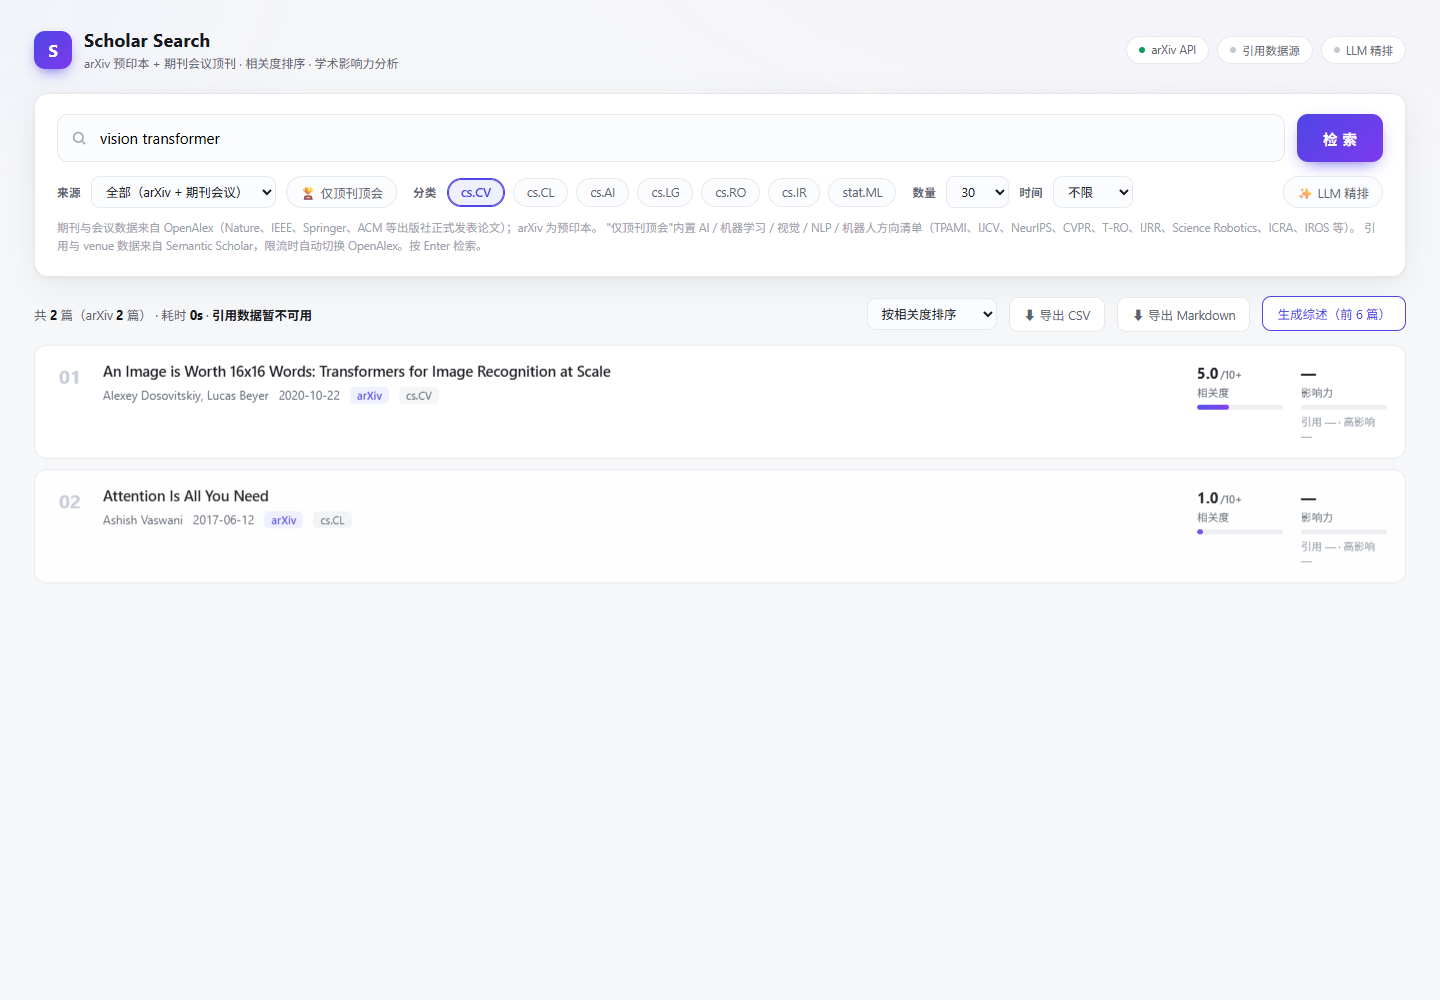 S
Scholar Search
arXiv 预印本 + 期刊会议顶刊 · 相关度排序 · 学术影响力分析
arXiv API
引用数据源
LLM 精排
vision transformer
检 索
来源
全部（arXiv + 期刊会议）
仅顶刊顶会
分类
cs.CV
cs.CL
cs.AI
cs.LG
cs.RO
cs.IR
stat.ML
数量
30
时间
不限
LLM 精排
期刊与会议数据来自 OpenAlex（Nature、IEEE、Springer、ACM 等出版社正式发表论文）；arXiv 为预印本。 "仅顶刊顶会"内置 AI / 机器学习 / 视觉 / NLP / 机器人方向清单（TPAMI、IJCV、NeurIPS、CVPR、T-RO、IJRR、Science Robotics、ICRA、IROS 等）。 引
用与 venue 数据来自 Semantic Scholar，限流时自动切换 OpenAlex。按 Enter 检索。
共 2 篇（arXiv 2 篇） · 耗时 0s · 引用数据暂不可用
按相关度排序
导出 CSV
导出 Markdown
生成综述（前 6 篇）
01
An Image is Worth 16x16 Words: Transformers for Image Recognition at Scale
Alexey Dosovitskiy, Lucas Beyer 2020-10-22 arXiv cs.CV
5.0 /10+
相关度
—
影响力
引用 — · 高影响
—
02
Attention Is All You Need
Ashish Vaswani 2017-06-12 arXiv cs.CL
1.0 /10+
相关度
—
影响力
引用 — · 高影响
—